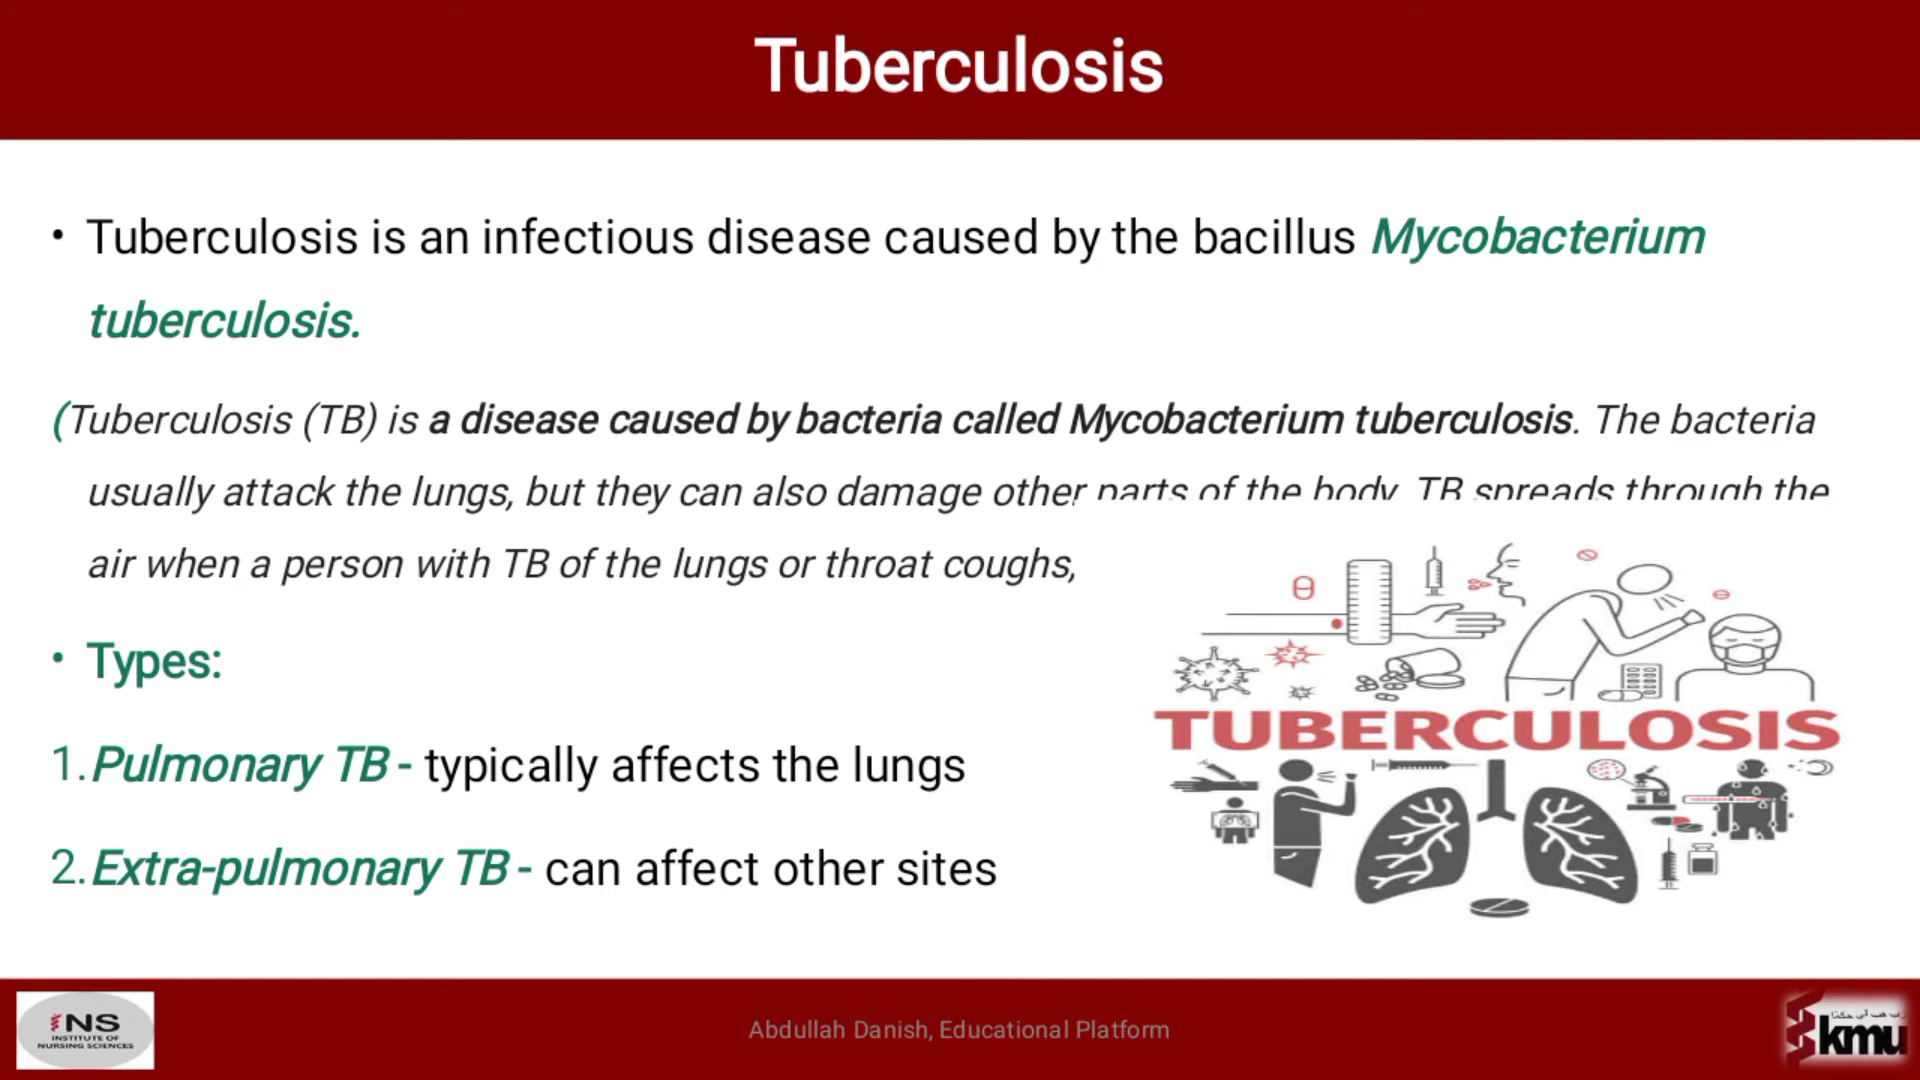 Tuberculosis
• Tuberculosis is an infectious disease caused by the bacillus Mycobacterium
tuberculosis.
(Tuberculosis (TB) is a disease caused by bacteria called Mycobacterium tuberculosis. The bacteria
usually attack the lungs, but they can also damage other parts of the body. TB spreads through the
air when a person with TB of the lungs or throat coughs,
• Types:
1. Pulmonary TB - typically affects the lungs
2. Extra-pulmonary TB - can affect other sites
TUBERCULOSIS
INS
INSTITUTE OF
NURSING SCIENCES
Abdullah Danish, Educational Platform
kmu